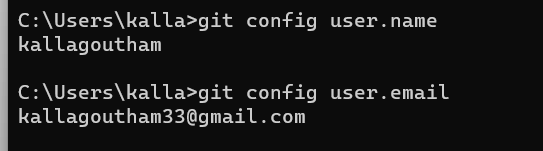 C:\Users\kalla>git config user.name
kallagoutham
C:\Users\kalla>git config user.email
kallagoutham33@gmail.com